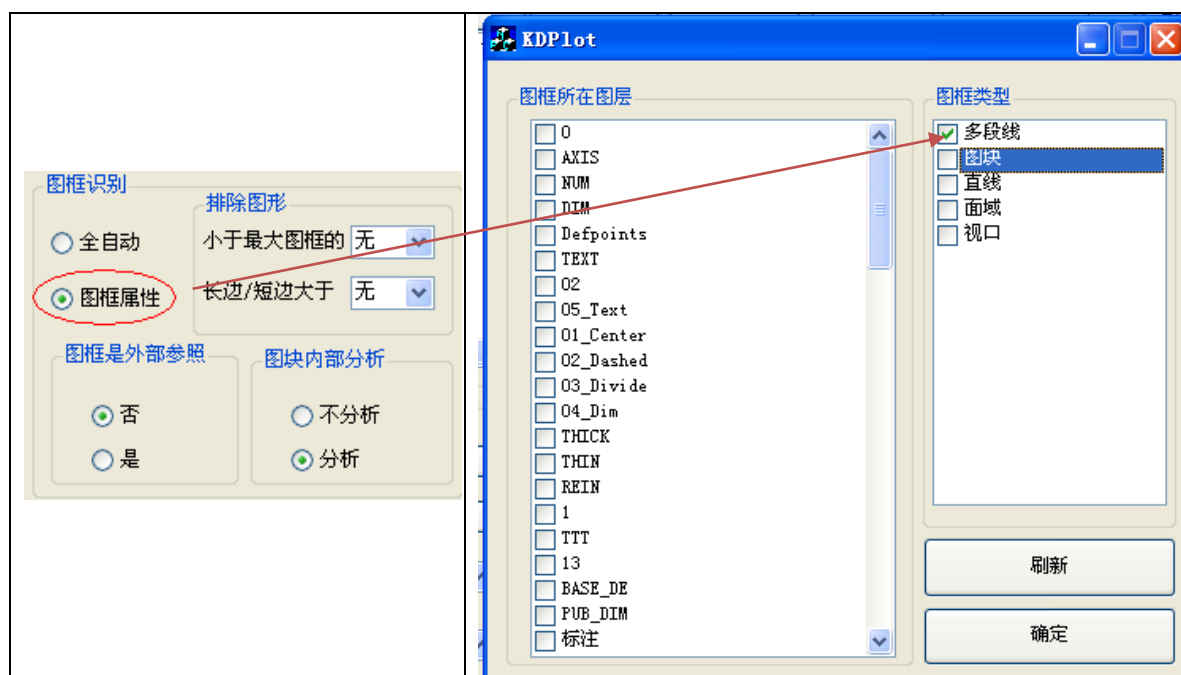 图框识别
排除图形
全自动
小于最大图框的 无
图框属性
长边/短边大于 无
图框是外部参照
图块内部分析
否
不分析
是
分析
KDPlot
图框所在图层
0
AXIS
NUM
DIM
Defpoints
TEXT
02
05_Text
01_Center
02_Dashed
03_Divide
04_Dim
THICK
THIN
REIN
1
TTT
13
BASE_DE
PUB_DIM
标注
图框类型
多段线
图块
直线
面域
视口
刷新
确定